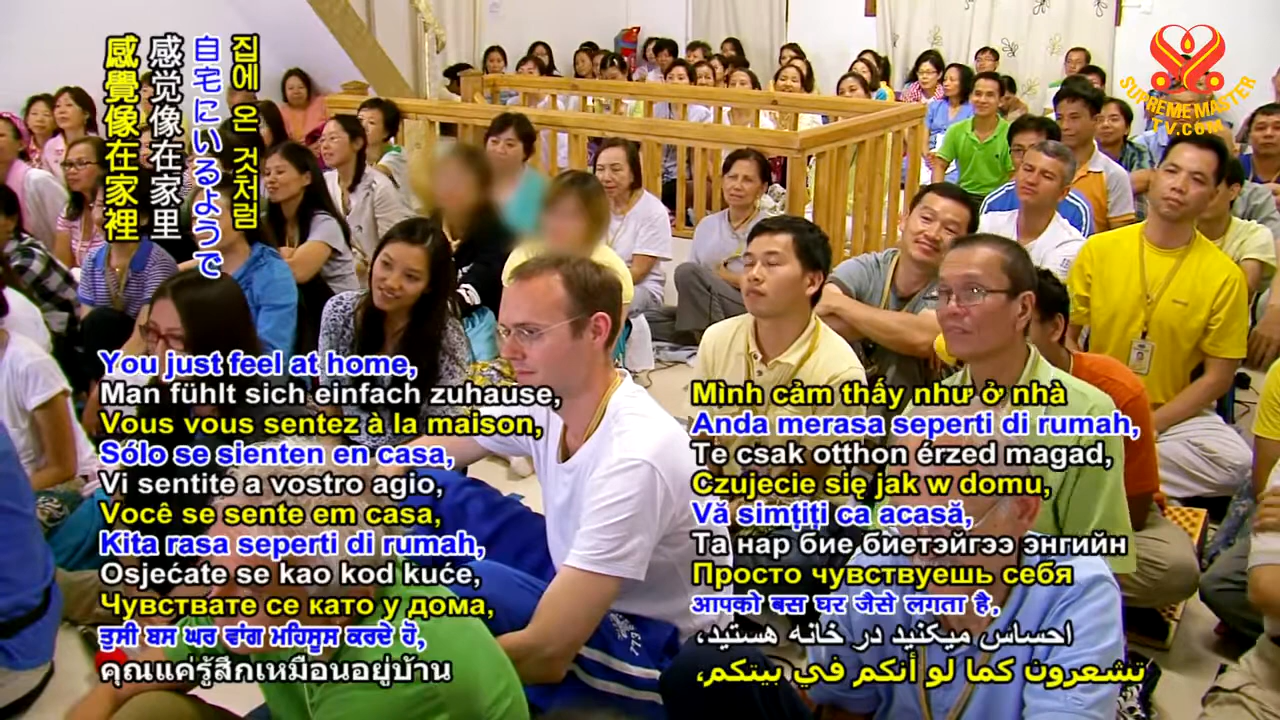 感覺像在家裡
感觉像在家里
自宅にいるようで
집에 온 것처럼
SUPREME MASTER
TV.COM
You just feel at home,
Man fühlt sich einfach zuhause,
Vous vous sentez à la maison,
Sólo se sienten en casa,
Vi sentite a vostro agio,
Você se sente em casa,
Kita rasa seperti di rumah,
Osjećate se kao kod kuće,
Чувствате се като у дома,
ਤੁਸੀ ਬਸ ਘਰ ਵਾਂਗ ਮਹਿਸੂਸ ਕਰਦੇ ਹੋ,
คุณแค่รู้สึกเหมือนอยู่บ้าน
Mình cảm thấy như ở nhà
Anda merasa seperti di rumah,
Te csak otthon érzed magad,
Czujecie się jak w domu,
Vă simțiți ca acasă,
Та нар бие биетэйгээ энгийн
Просто чувствуешь себя
आपको बस घर जैसे लगता है,
احساس میکنید در خانه هستید،
تشعرون كما لو أنكم في بيتكم،